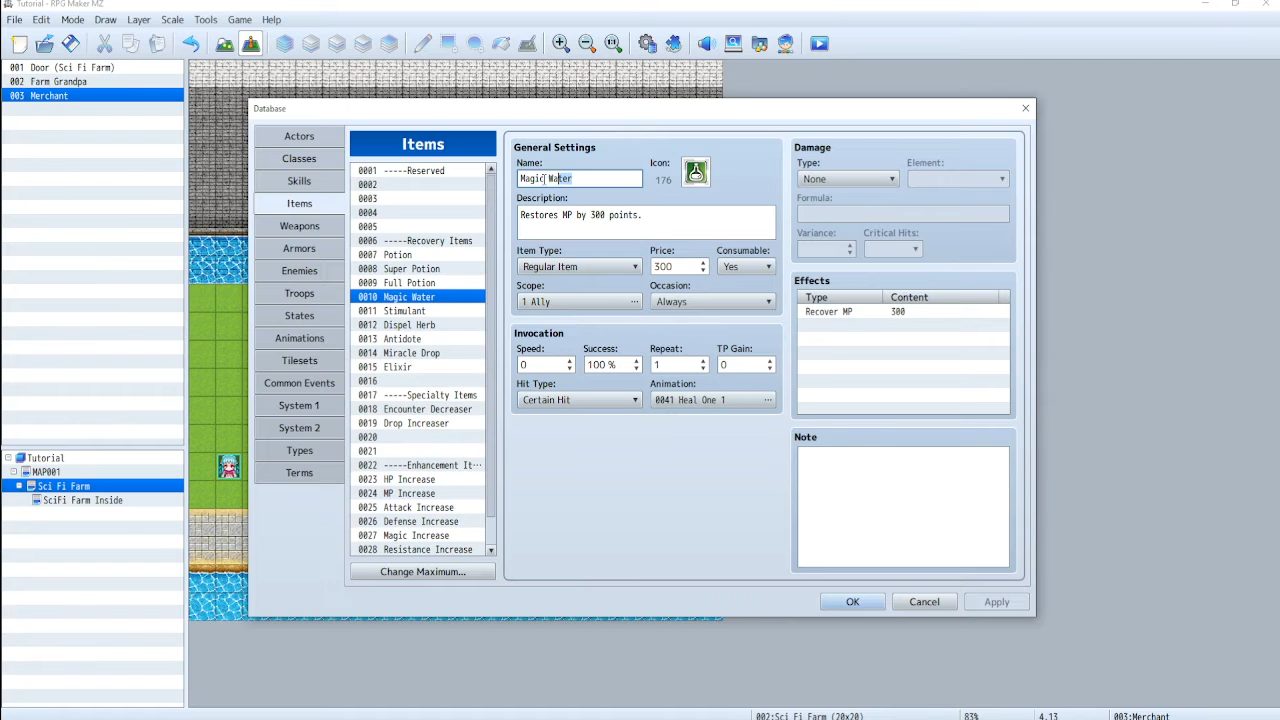 Tutorial - RPG Maker MZ
File Edit Mode Draw Layer Scale Tools Game Help
001 Door (Sci Fi Farm)
002 Farm Grandpa
003 Merchant
Tutorial
MAP001
Sci Fi Farm
SciFi Farm Inside
Database
Actors
Classes
Skills
Items
Weapons
Armors
Enemies
Troops
States
Animations
Tilesets
Common Events
System 1
System 2
Types
Terms
Items
0001 -----Reserved
0002
0003
0004
0005
0006 -----Recovery Items
0007 Potion
0008 Super Potion
0009 Full Potion
0010 Magic Water
0011 Stimulant
0012 Dispel Herb
0013 Antidote
0014 Miracle Drop
0015 Elixir
0016
0017 -----Specialty Items
0018 Encounter Decreaser
0019 Drop Increaser
0020
0021
0022 -----Enhancement It···
0023 HP Increase
0024 MP Increase
0025 Attack Increase
0026 Defense Increase
0027 Magic Increase
0028 Resistance Increase
Change Maximum...
General Settings
Name: Icon:
Magic Water 176
Description:
Restores MP by 300 points.
Item Type: Price: Consumable:
Regular Item 300 Yes
Scope: Occasion:
1 Ally ... Always
Invocation
Speed: Success: Repeat: TP Gain:
0 100 % 1 0
Hit Type: Animation:
Certain Hit 0041 Heal One 1 ...
Damage
Type: Element:
None
Formula:
Variance: Critical Hits:
Effects
Type Content
Recover MP 300
Note
OK Cancel Apply
002:Sci Fi Farm (20x20) 83% 4,13 003:Merchant